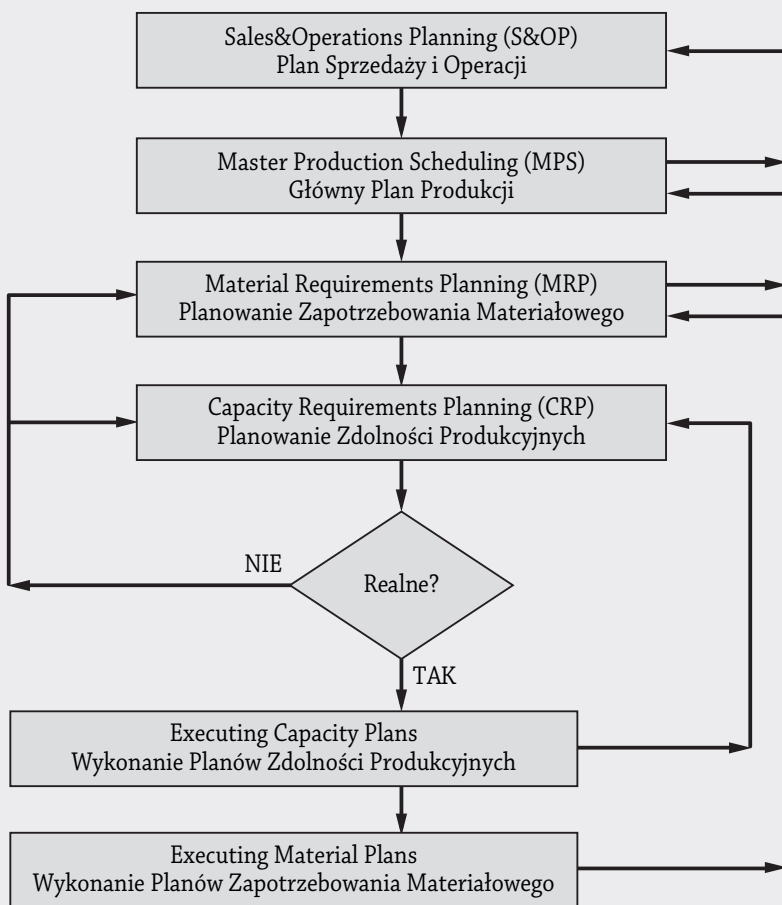 Sales&Operations Planning (S&OP)
Plan Sprzedaży i Operacji
Master Production Scheduling (MPS)
Główny Plan Produkcji
Material Requirements Planning (MRP)
Planowanie Zapotrzebowania Materiałowego
Capacity Requirements Planning (CRP)
Planowanie Zdolności Produkcyjnych
NIE
Realne?
TAK
Executing Capacity Plans
Wykonanie Planów Zdolności Produkcyjnych
Executing Material Plans
Wykonanie Planów Zapotrzebowania Materiałowego